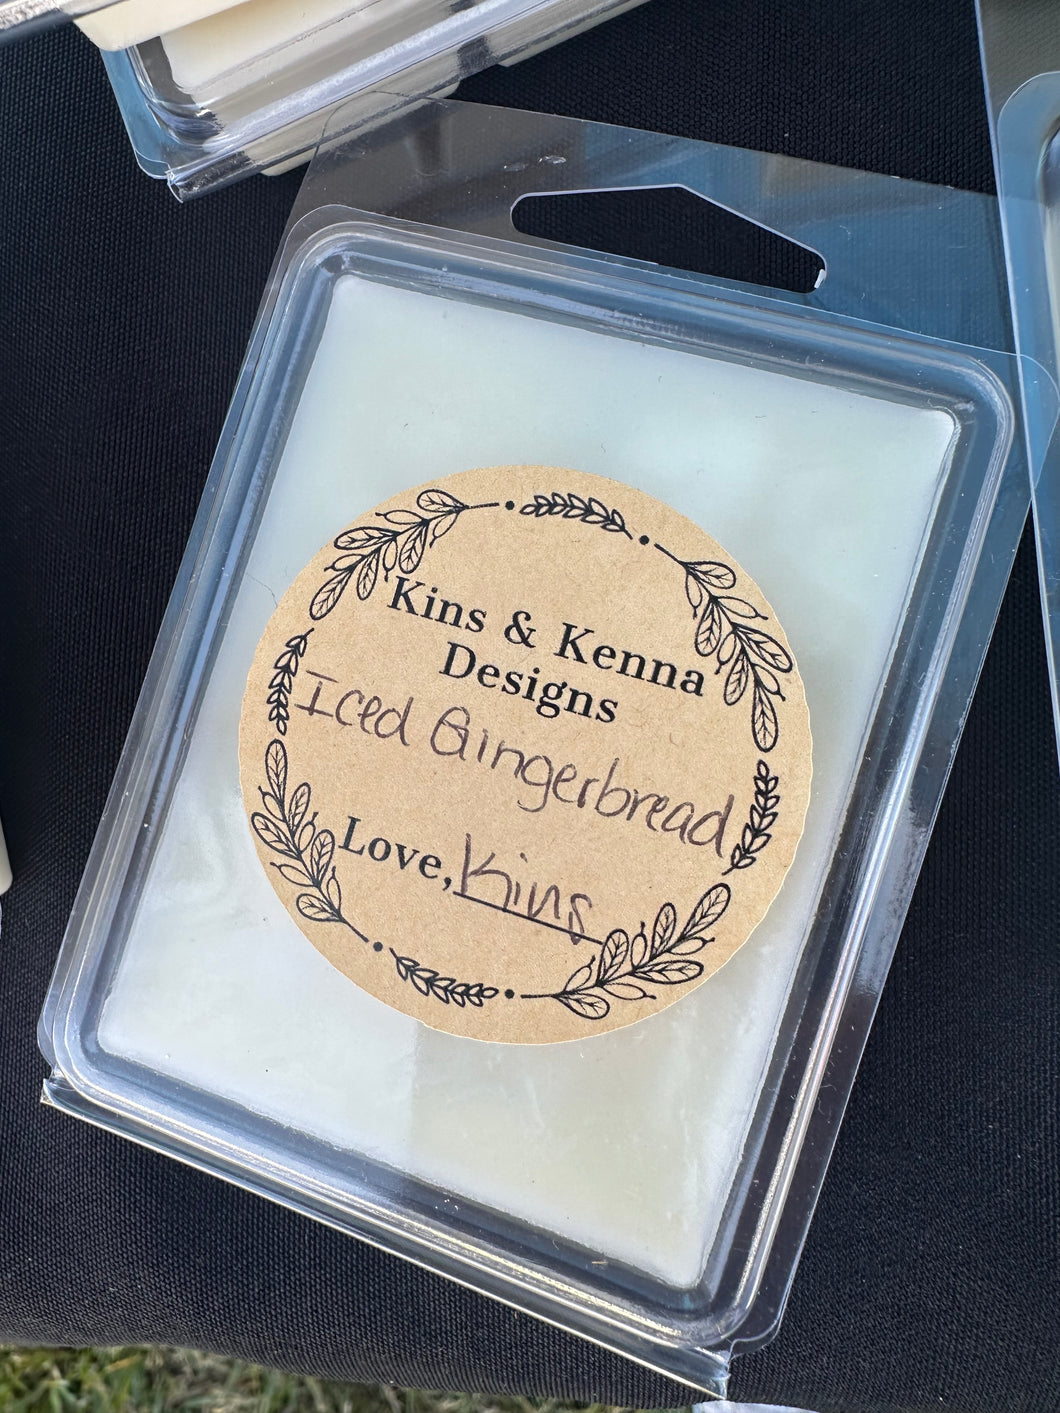 Kins & Kenna
Designs
Iced Gingerbread
Love, Kins